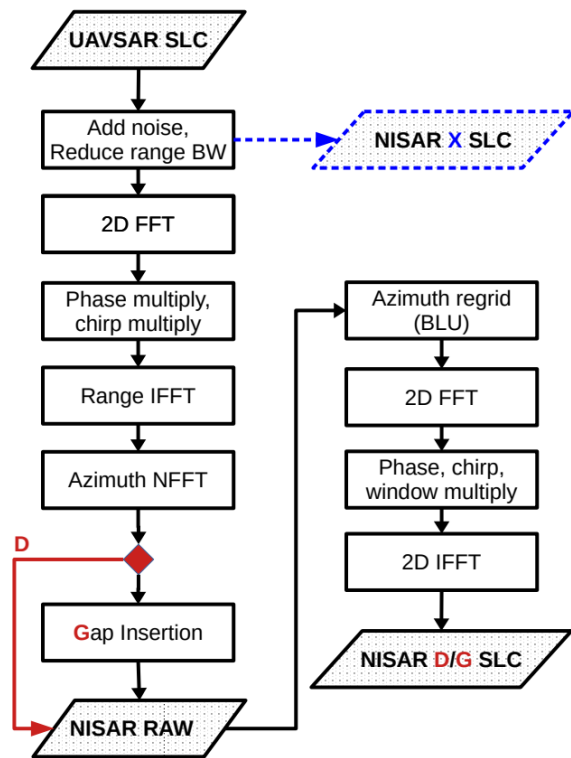 UAVSAR SLC
Add noise,
Reduce range BW
NISAR X SLC
2D FFT
Phase multiply,
chirp multiply
Range IFFT
Azimuth NFFT
D
Gap Insertion
NISAR RAW
Azimuth regrid
(BLU)
2D FFT
Phase, chirp,
window multiply
2D IFFT
NISAR D/G SLC